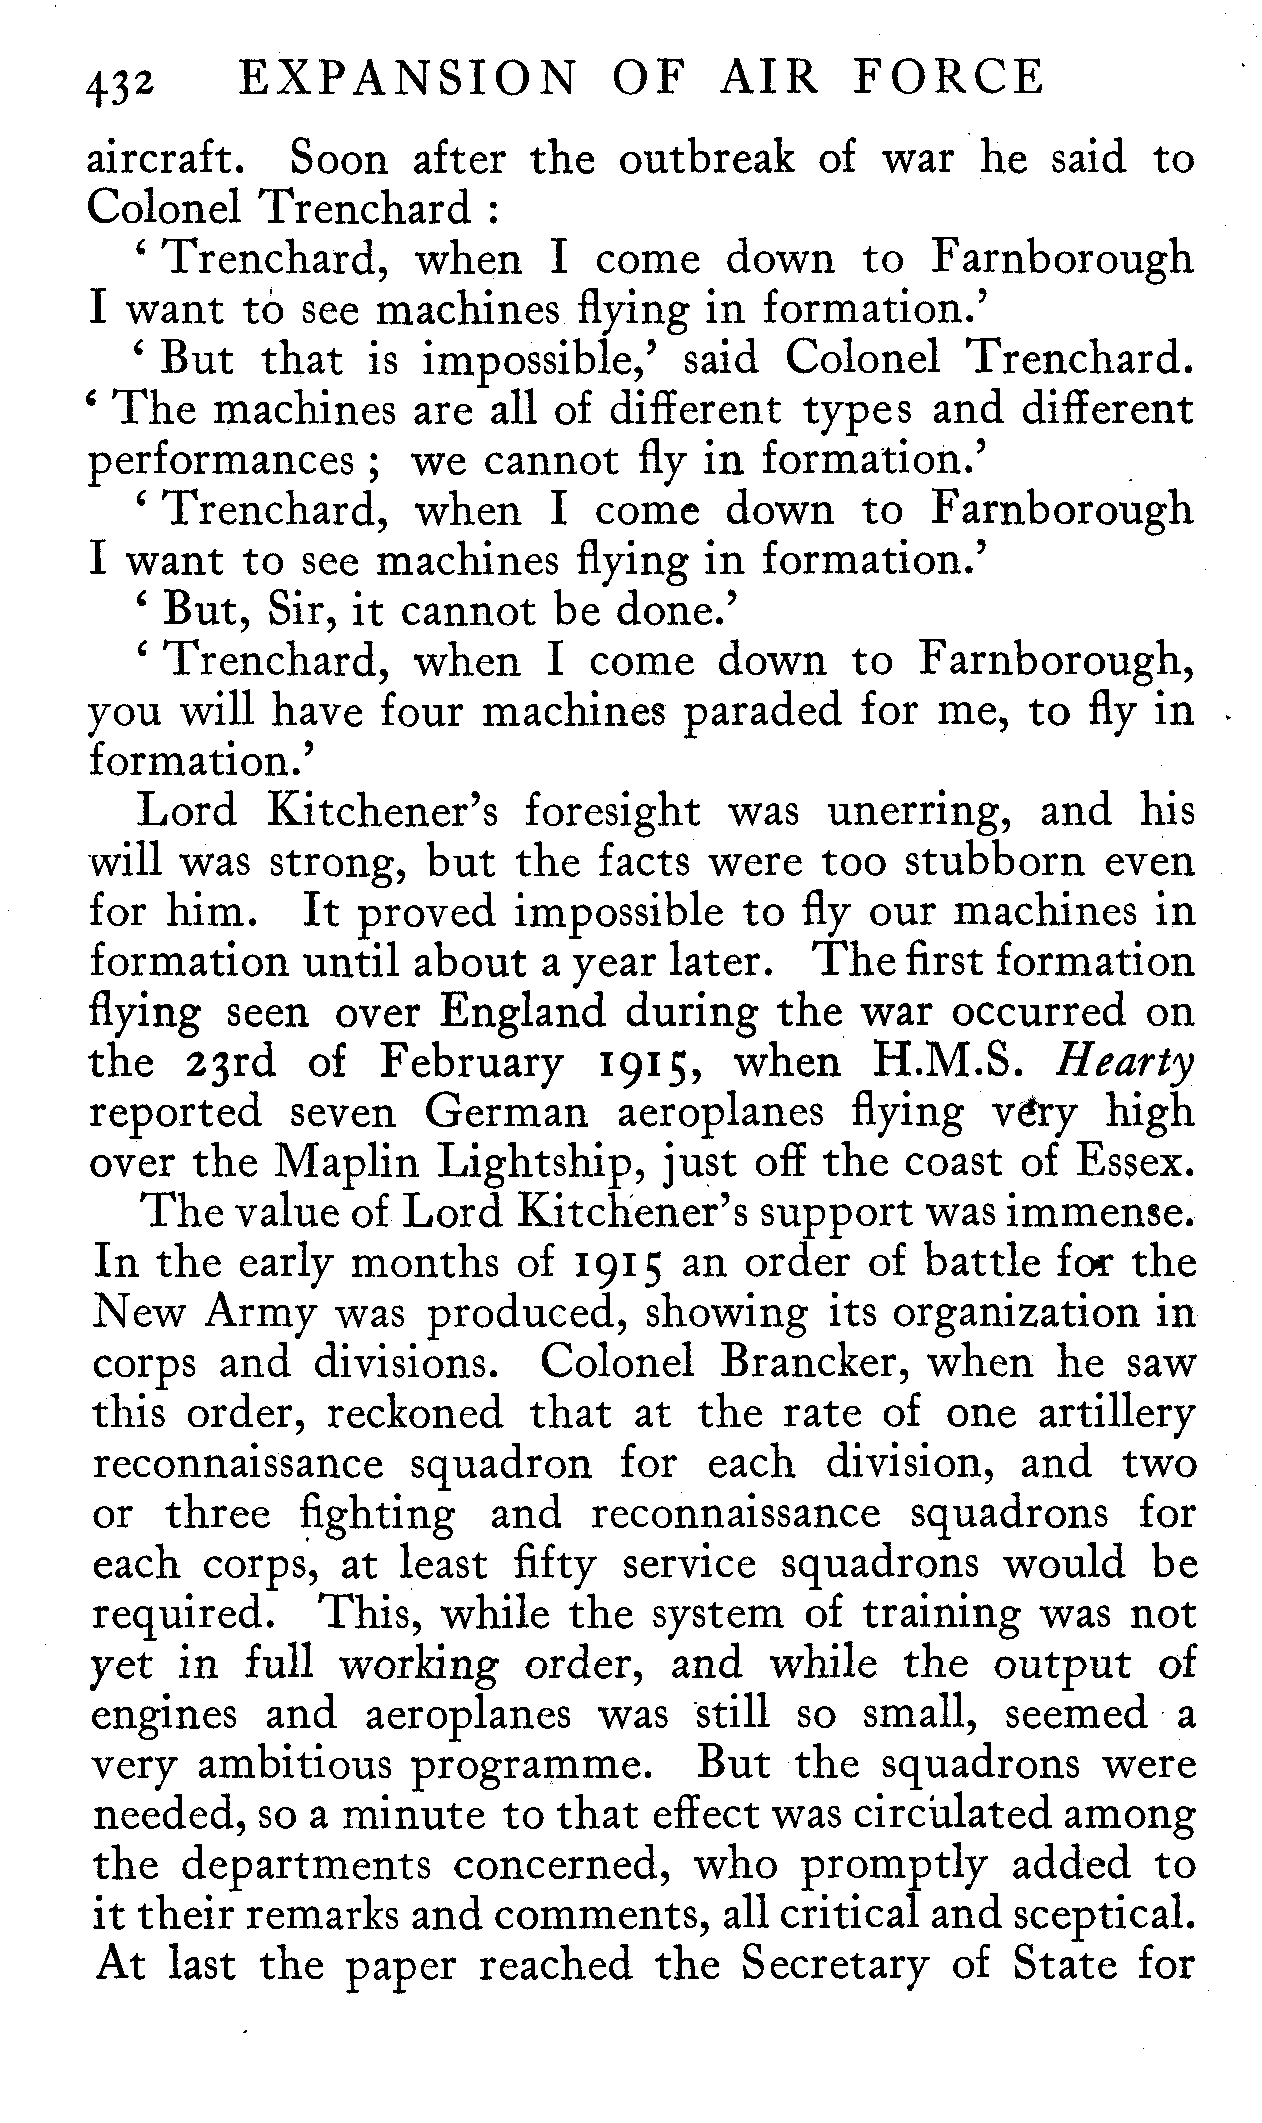 432 EXPANSION OF AIR FORCE
aircraft. Soon after the outbreak of war he said to
Colonel Trenchard :
‘ Trenchard, when I come down to Farnborough
I want to see machines flying in formation.’
‘ But that is impossible,’ said Colonel Trenchard.
‘ The machines are all of different types and different
performances ; we cannot fly in formation.’
‘ Trenchard, when I come down to Farnborough
I want to see machines flying in formation.’
‘ But, Sir, it cannot be done.’
‘ Trenchard, when I come down to Farnborough,
you will have four machines paraded for me, to fly in
formation.’
Lord Kitchener’s foresight was unerring, and his
will was strong, but the facts were too stubborn even
for him. It proved impossible to fly our machines in
formation until about a year later. The first formation
flying seen over England during the war occurred on
the 23rd of February 1915, when H.M.S. Hearty
reported seven German aeroplanes flying very high
over the Maplin Lightship, just off the coast of Essex.
The value of Lord Kitchener’s support was immense.
In the early months of 1915 an order of battle for the
New Army was produced, showing its organization in
corps and divisions. Colonel Brancker, when he saw
this order, reckoned that at the rate of one artillery
reconnaissance squadron for each division, and two
or three fighting and reconnaissance squadrons for
each corps, at least fifty service squadrons would be
required. This, while the system of training was not
yet in full working order, and while the output of
engines and aeroplanes was still so small, seemed a
very ambitious programme. But the squadrons were
needed, so a minute to that effect was circulated among
the departments concerned, who promptly added to
it their remarks and comments, all critical and sceptical.
At last the paper reached the Secretary of State for